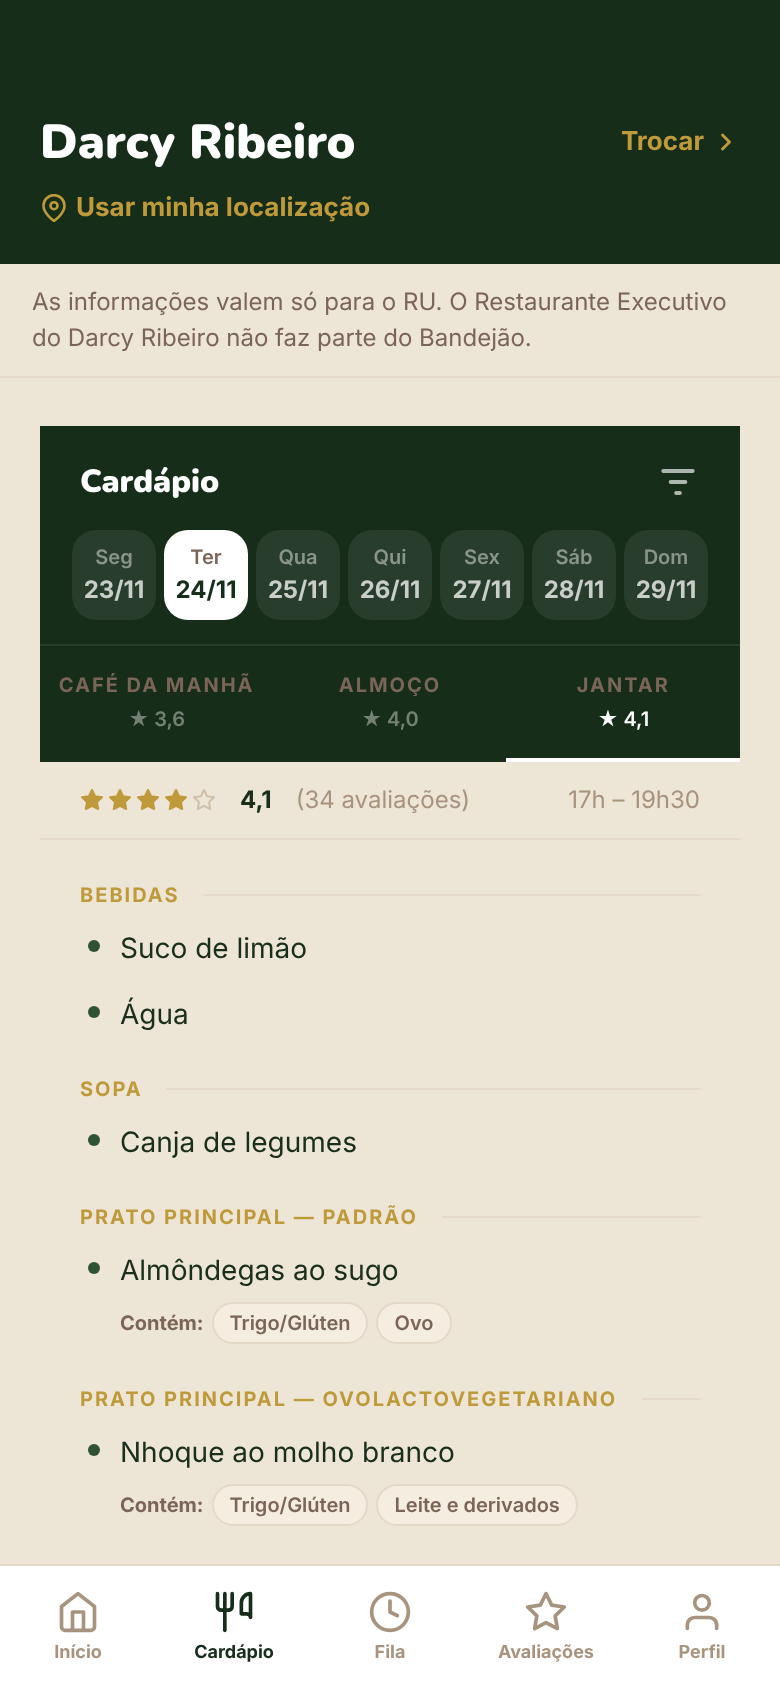 Darcy Ribeiro
Trocar
Usar minha localização
As informações valem só para o RU. O Restaurante Executivo
do Darcy Ribeiro não faz parte do Bandejão.
Cardápio
Seg Ter Qua Qui Sex Sáb Dom
23/11 24/11 25/11 26/11 27/11 28/11 29/11
CAFÉ DA MANHÃ ALMOÇO JANTAR
★ 3,6 ★ 4,0 ★ 4,1
4,1 (34 avaliações) 17h – 19h30
BEBIDAS
Suco de limão
Água
SOPA
Canja de legumes
PRATO PRINCIPAL — PADRÃO
Almôndegas ao sugo
Contém: Trigo/Glúten Ovo
PRATO PRINCIPAL — OVOLACTOVEGETARIANO
Nhoque ao molho branco
Contém: Trigo/Glúten Leite e derivados
Início Cardápio Fila Avaliações Perfil